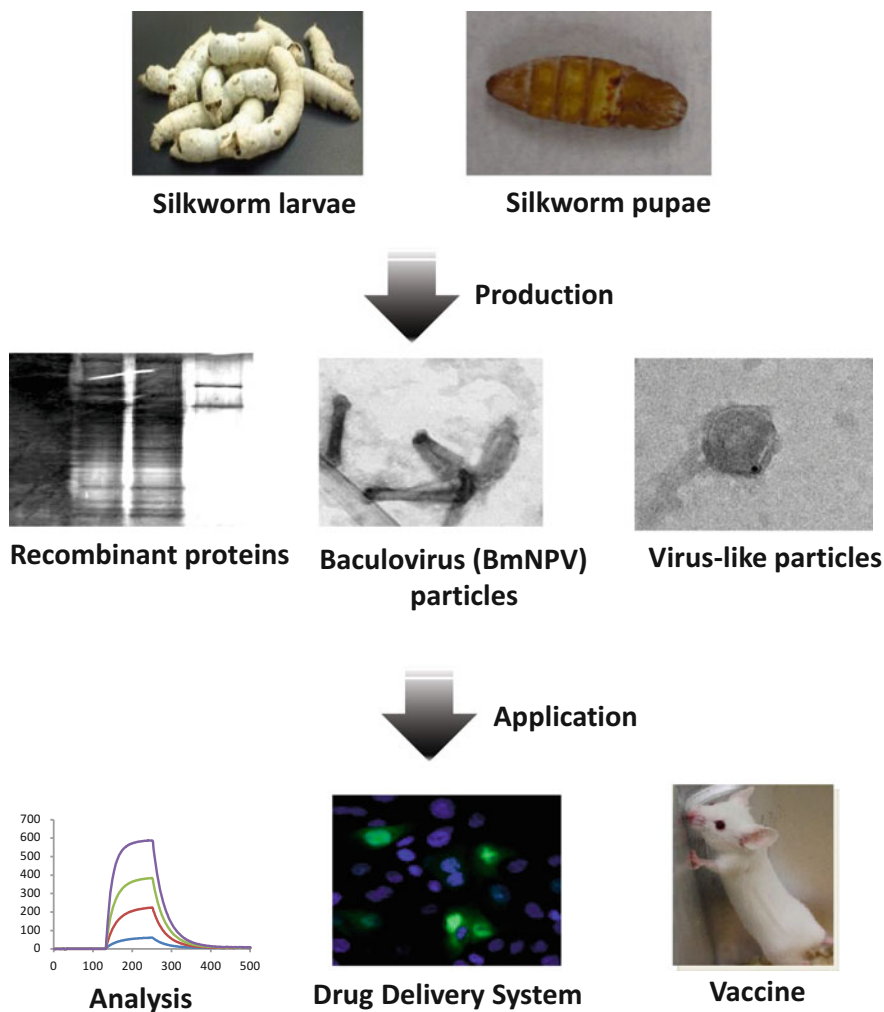 Silkworm larvae
Silkworm pupae
Production
Recombinant proteins
Baculovirus (BmNPV)
particles
Virus-like particles
Application
700
600
500
400
300
200
100
0
0 100 200 300 400 500
Analysis
Drug Delivery System
Vaccine